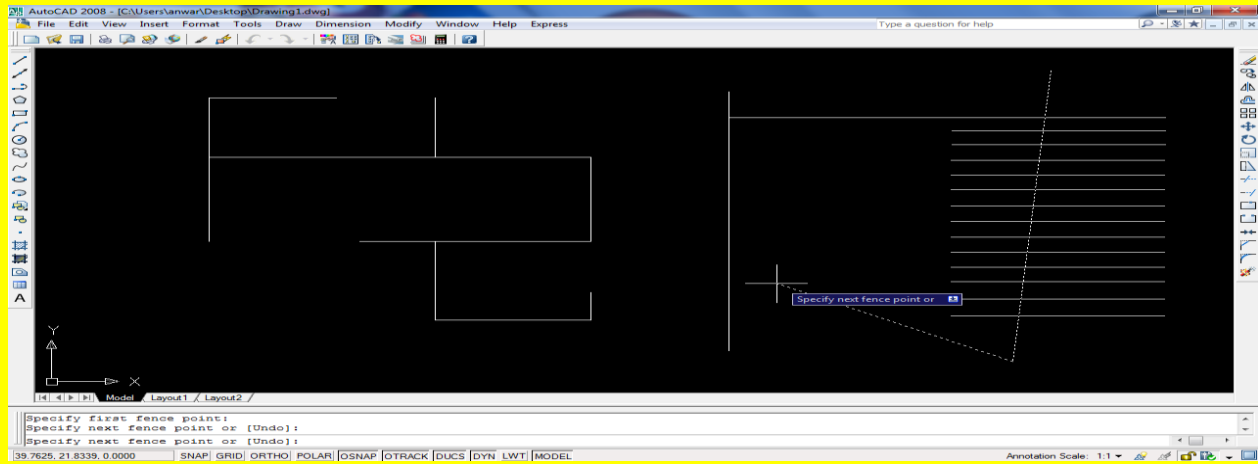 AutoCAD 2008 - [C:\Users\anwar\Desktop\Drawing1.dwg]
File Edit View Insert Format Tools Draw Dimension Modify Window Help Express Type a question for help
A
Specify next fence point or
Y
X
Model Layout1 Layout2
Specify first fence point:
Specify next fence point or [Undo]:
Specify next fence point or [Undo]:
39.7625, 21.8339, 0.0000 SNAP GRID ORTHO POLAR OSNAP OTRACK DUCS DYN LWT MODEL Annotation Scale: 1:1